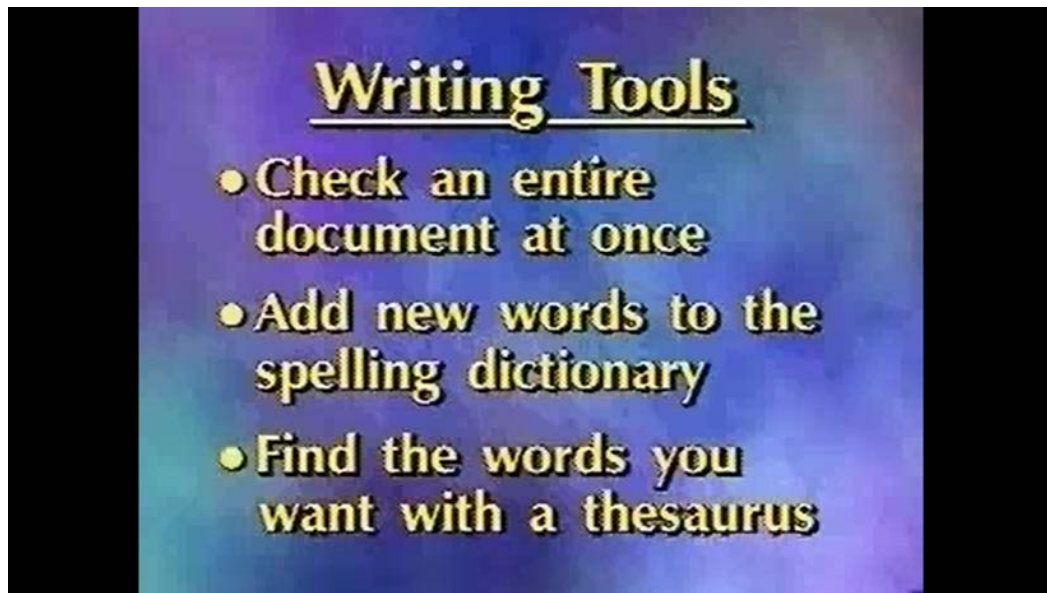 Writing Tools
• Check an entire
document at once
• Add new words to the
spelling dictionary
• Find the words you
want with a thesaurus